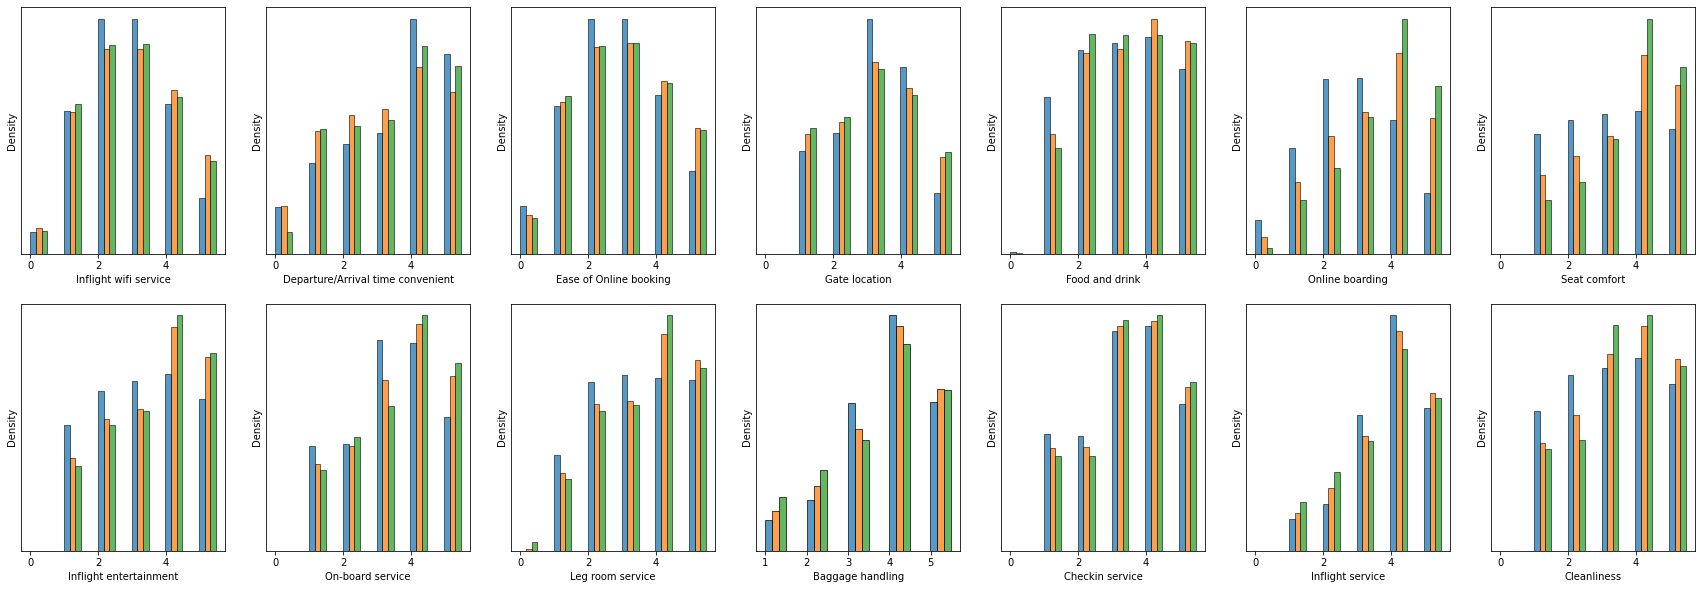 Density
0 2 4
Inflight wifi service
Density
0 2 4
Departure/Arrival time convenient
Density
0 2 4
Ease of Online booking
Density
0 2 4
Gate location
Density
0 2 4
Food and drink
Density
0 2 4
Online boarding
Density
0 2 4
Seat comfort
Density
0 2 4
Inflight entertainment
Density
0 2 4
On-board service
Density
0 2 4
Leg room service
Density
1 2 3 4 5
Baggage handling
Density
0 2 4
Checkin service
Density
0 2 4
Inflight service
Density
0 2 4
Cleanliness